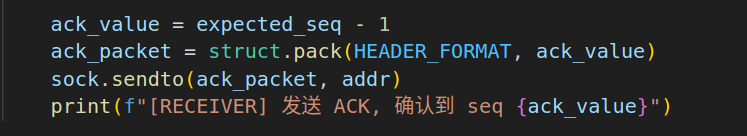 ack_value = expected_seq - 1
ack_packet = struct.pack(HEADER_FORMAT, ack_value)
sock.sendto(ack_packet, addr)
print(f"[RECEIVER] 发送 ACK, 确认到 seq {ack_value}")